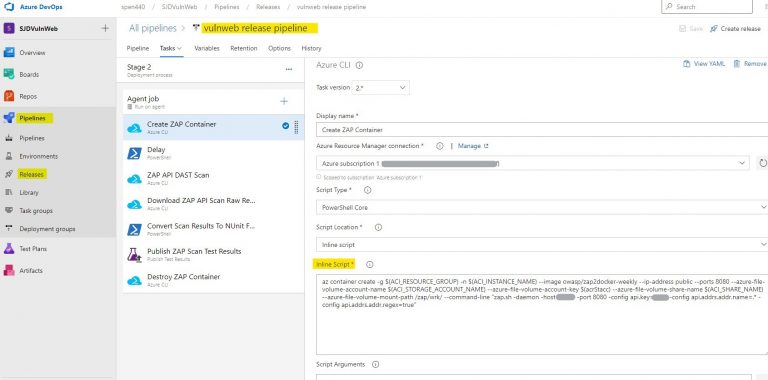 Azure DevOps
spen440 / SJDVulnWeb / Pipelines / Releases / vulnweb release pipeline
Search
SJDVulnWeb
All pipelines > vulnweb release pipeline
Save
Create release
Pipeline Tasks Variables Retention Options History
Overview
Boards
Repos
Pipelines
Pipelines
Environments
Releases
Library
Task groups
Deployment groups
Test Plans
Artifacts
Stage 2
Deployment process
Agent job
Run on agent
Create ZAP Container
Azure CLI
Delay
PowerShell
ZAP API DAST Scan
Azure CLI
Download ZAP API Scan Raw Re...
Azure CLI
Convert Scan Results To NUnit F...
PowerShell
Publish ZAP Scan Test Results
Publish Test Results
Destroy ZAP Container
Azure CLI
Azure CLI
View YAML
Remove
Task version 2.*
Display name *
Create ZAP Container
Azure Resource Manager connection * | Manage
Azure subscription 1
Scoped to subscription 'Azure subscription 1'
Script Type *
PowerShell Core
Script Location *
Inline script
Inline Script *
az container create -g $(ACI_RESOURCE_GROUP) -n $(ACI_INSTANCE_NAME) --image owasp/zap2docker-weekly --ip-address public --ports 8080 --azure-file-
volume-account-name $(ACI_STORAGE_ACCOUNT_NAME) --azure-file-volume-account-key $(acrStacc) --azure-file-volume-share-name $(ACI_SHARE_NAME)
--azure-file-volume-mount-path /zap/wrk/ --command-line "zap.sh -daemon -host -port 8080 -config api.key= -config api.addrs.addr.name=.* -
config api.addrs.addr.regex=true"
Script Arguments